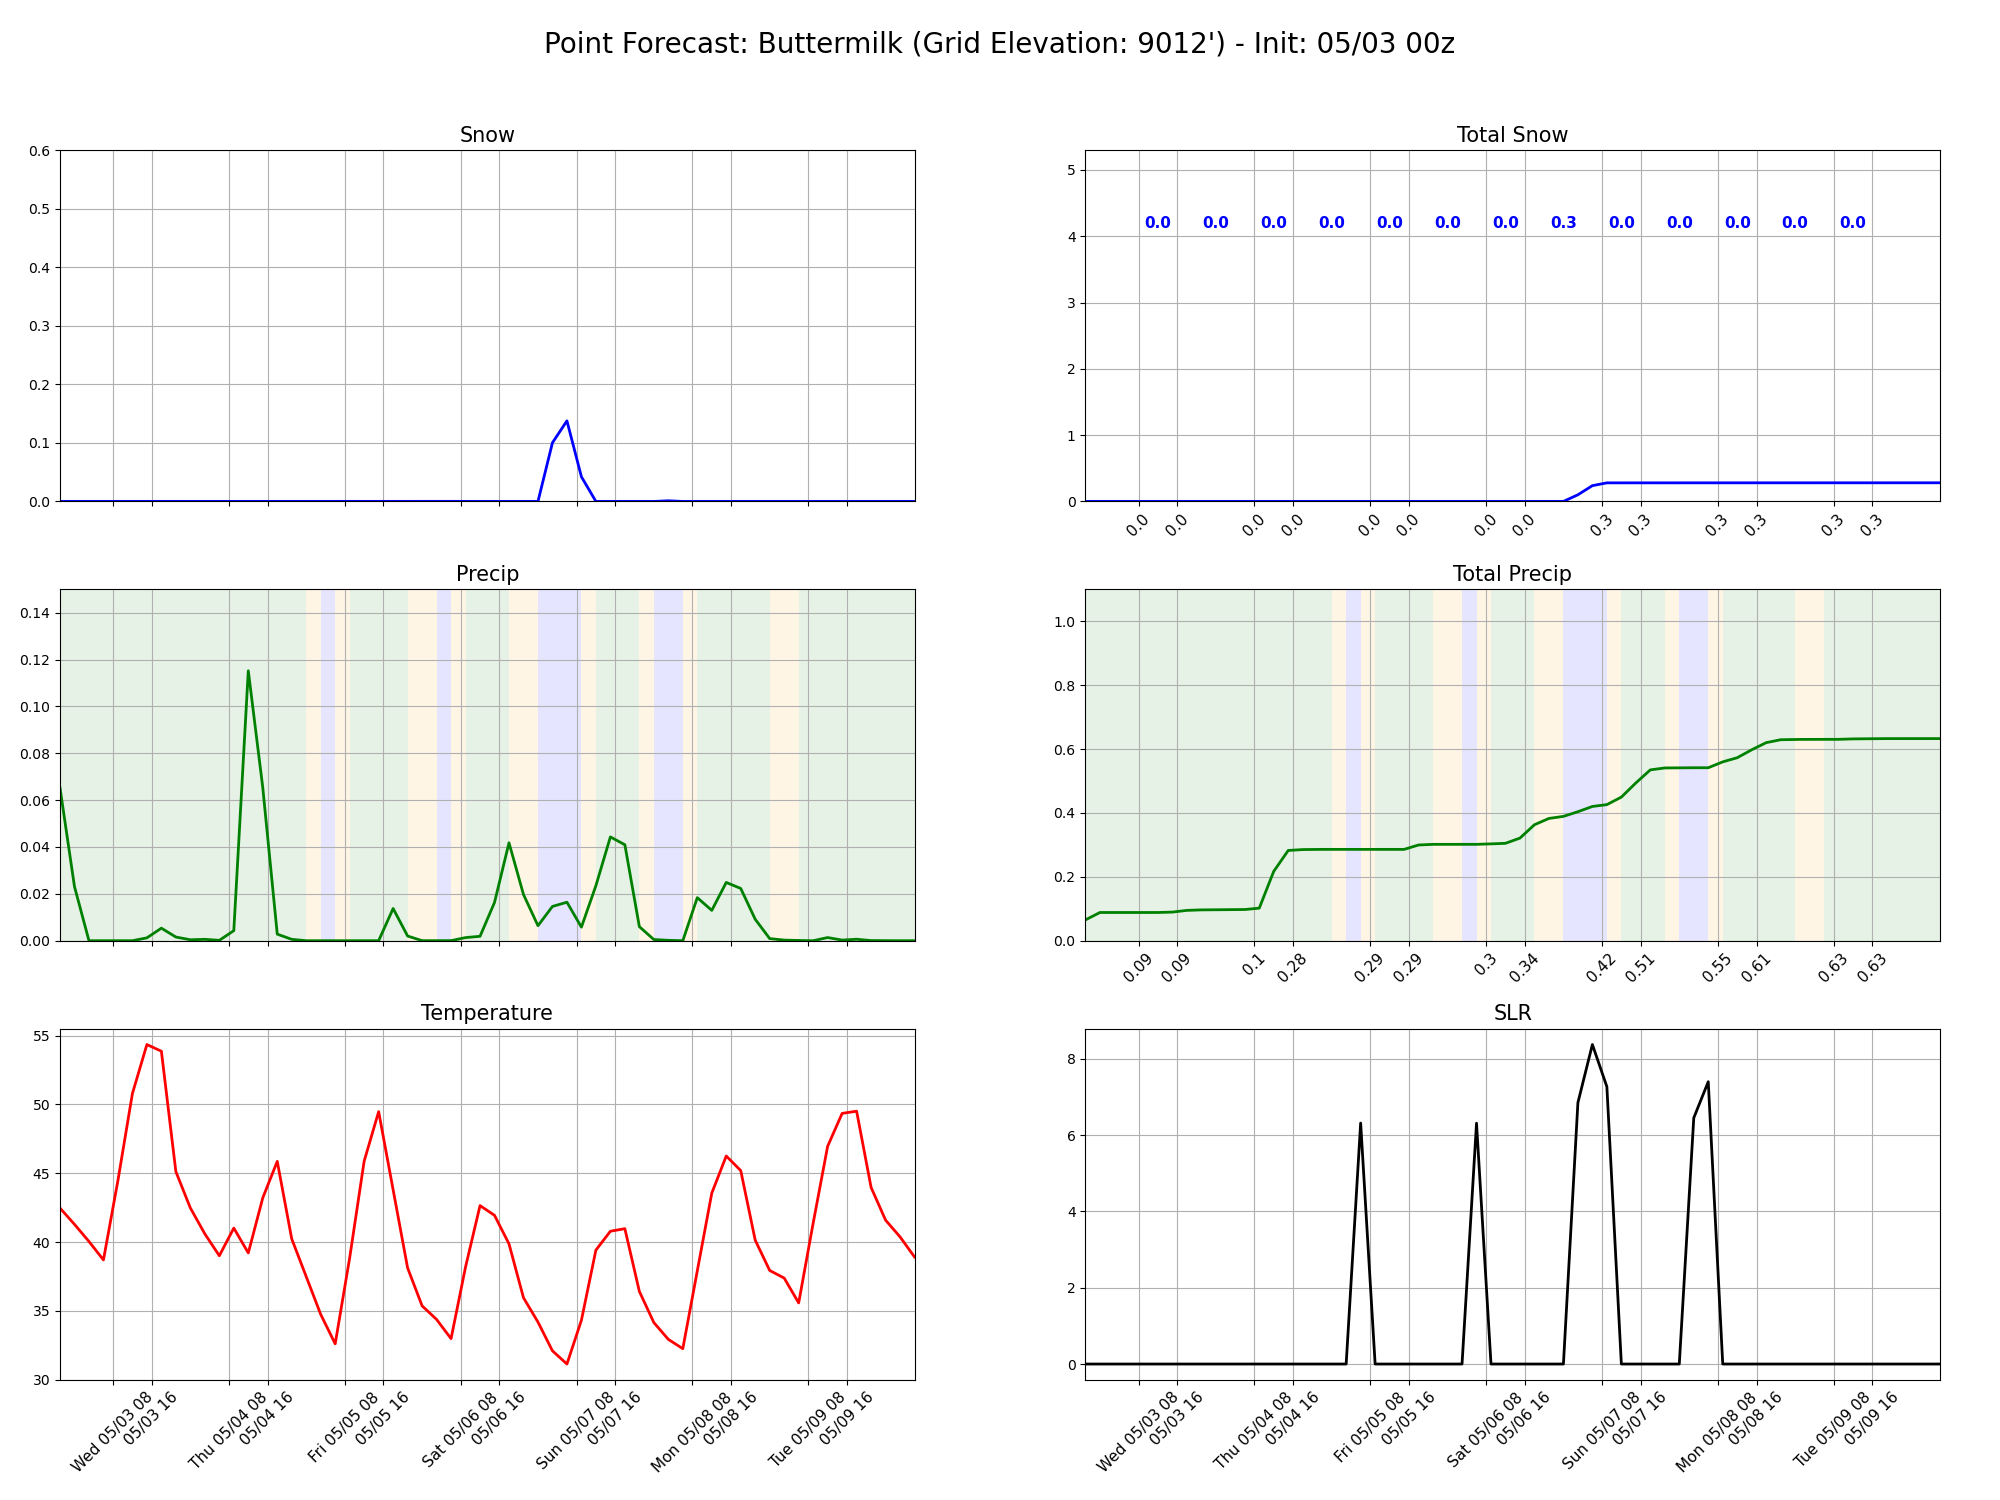 Point Forecast: Buttermilk (Grid Elevation: 9012') - Init: 05/03 00z
Snow
0.6
0.5
0.4
0.3
0.2
0.1
0.0
Total Snow
5
4
3
2
1
0
0.0 0.0 0.0 0.0 0.0 0.0 0.0 0.3 0.0 0.0 0.0 0.0 0.0
0.0 0.0 0.0 0.0 0.0 0.0 0.0 0.0 0.3 0.3 0.3 0.3 0.3 0.3
Precip
0.14
0.12
0.10
0.08
0.06
0.04
0.02
0.00
Total Precip
1.0
0.8
0.6
0.4
0.2
0.0
0.09 0.09 0.1 0.28 0.29 0.29 0.3 0.34 0.42 0.51 0.55 0.61 0.63 0.63
Temperature
55
50
45
40
35
30
Wed 05/03 08
05/03 16
Thu 05/04 08
05/04 16
Fri 05/05 08
05/05 16
Sat 05/06 08
05/06 16
Sun 05/07 08
05/07 16
Mon 05/08 08
05/08 16
Tue 05/09 08
05/09 16
SLR
8
6
4
2
0
Wed 05/03 08
05/03 16
Thu 05/04 08
05/04 16
Fri 05/05 08
05/05 16
Sat 05/06 08
05/06 16
Sun 05/07 08
05/07 16
Mon 05/08 08
05/08 16
Tue 05/09 08
05/09 16